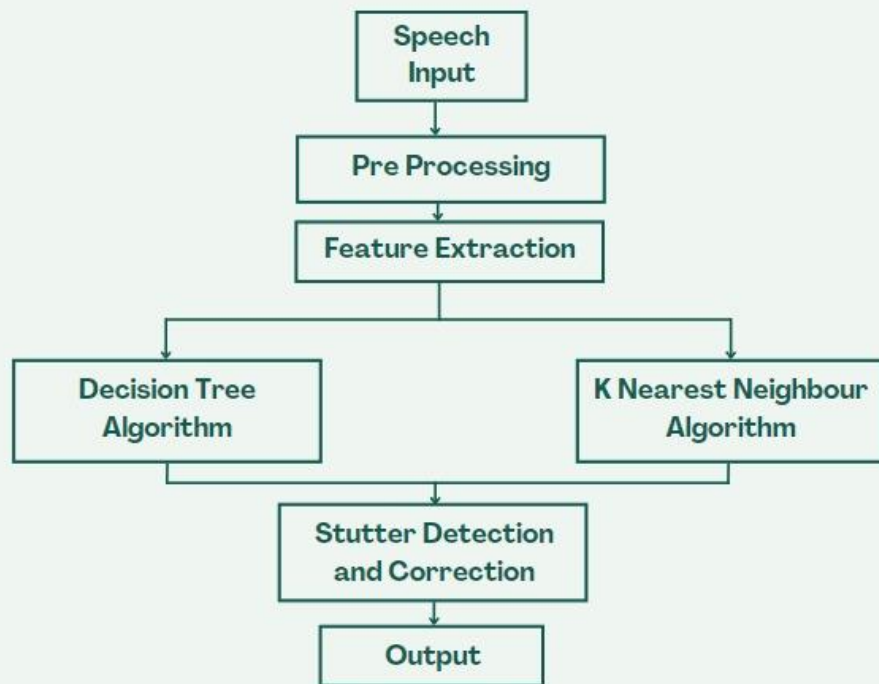 Speech
Input
Pre Processing
Feature Extraction
Decision Tree
Algorithm
K Nearest Neighbour
Algorithm
Stutter Detection
and Correction
Output